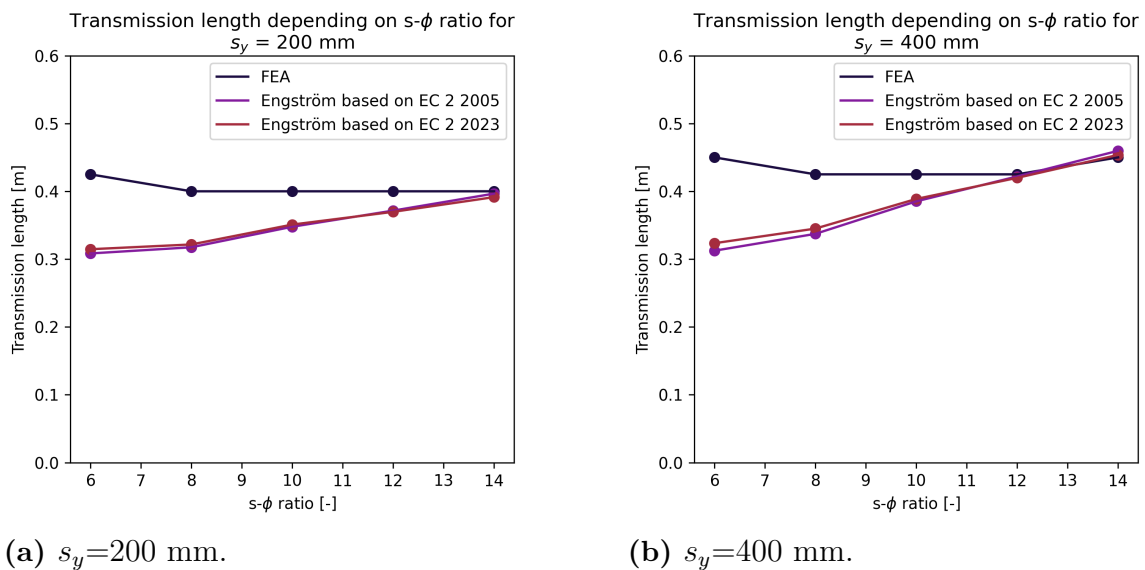 Transmission length depending on s-ϕ ratio for
s_y = 200 mm
0.6
0.5
0.4
0.3
0.2
0.1
0.0
Transmission length [m]
FEA
Engström based on EC 2 2005
Engström based on EC 2 2023
6 7 8 9 10 11 12 13 14
s-ϕ ratio [-]
(a) s_y=200 mm.
Transmission length depending on s-ϕ ratio for
s_y = 400 mm
0.6
0.5
0.4
0.3
0.2
0.1
0.0
Transmission length [m]
FEA
Engström based on EC 2 2005
Engström based on EC 2 2023
6 7 8 9 10 11 12 13 14
s-ϕ ratio [-]
(b) s_y=400 mm.